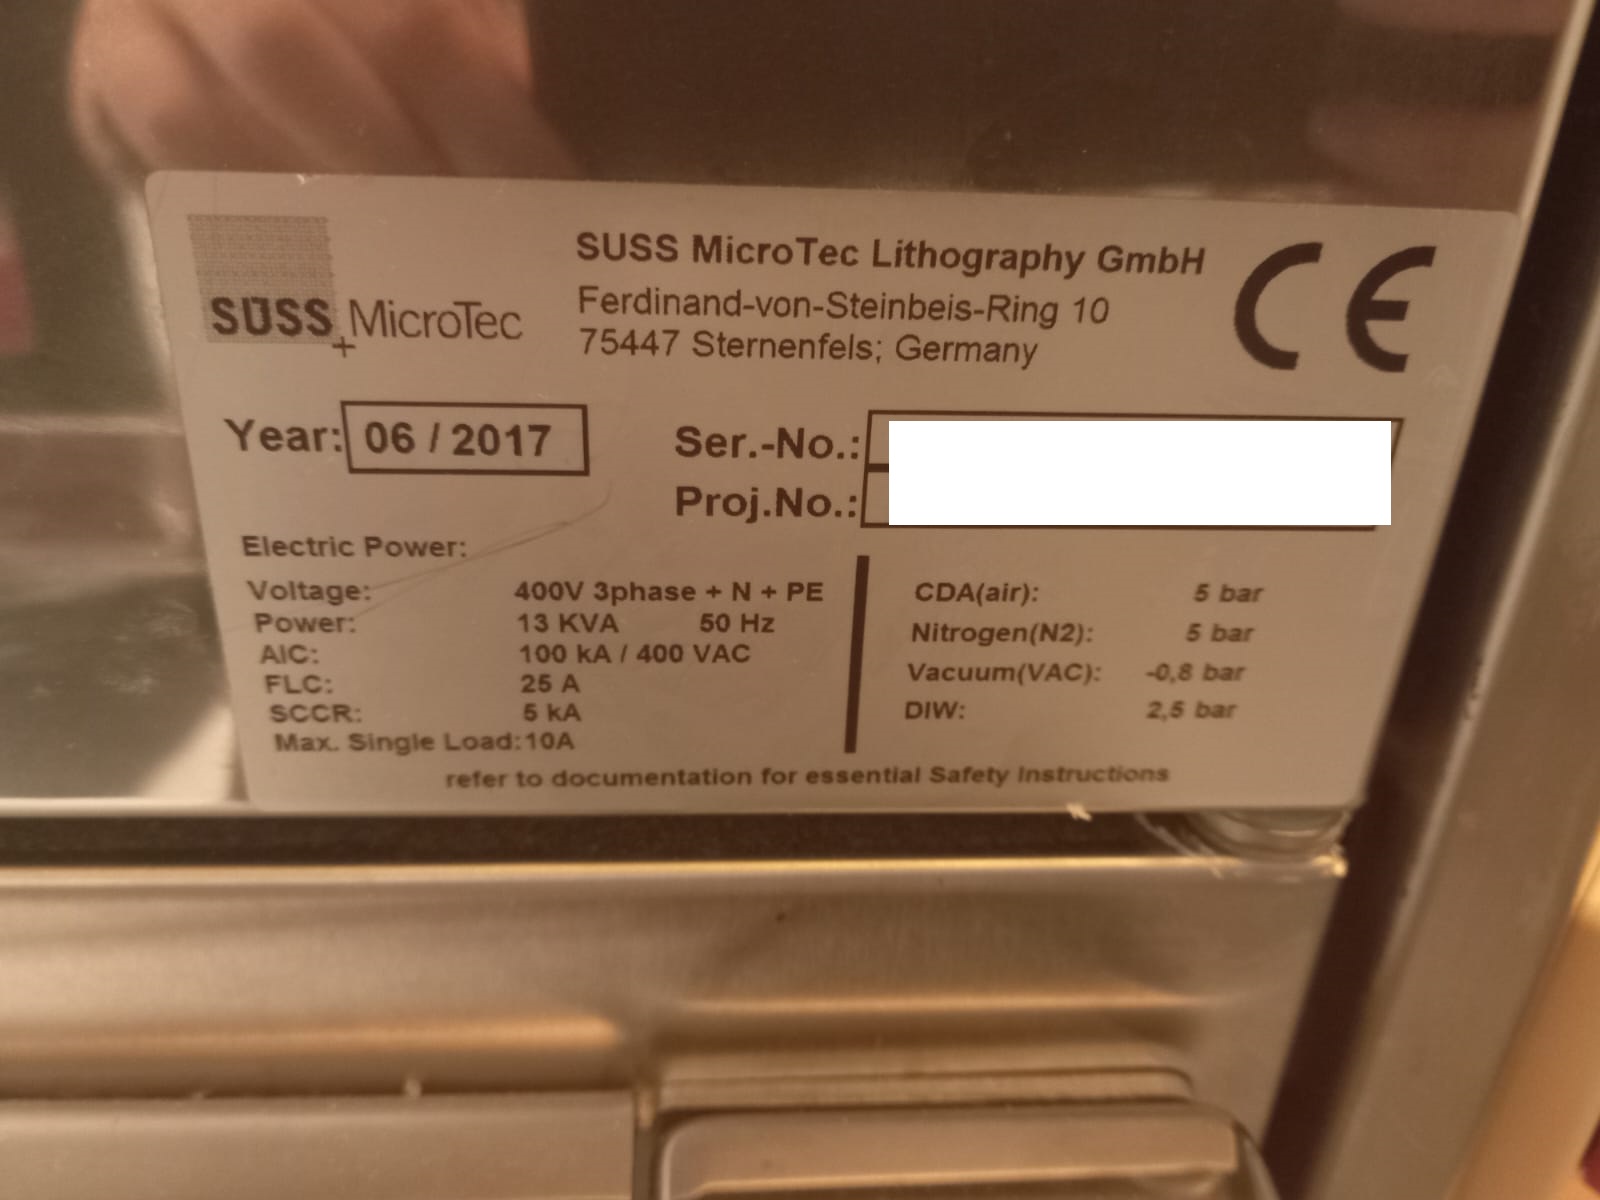 SUSS MicroTec Lithography GmbH
Ferdinand-von-Steinbeis-Ring 10
75447 Sternenfels; Germany
CE
SÜSS MicroTec
Year: 06 / 2017
Ser.-No.:
Proj.No.:
Electric Power:
Voltage: 400V 3phase + N + PE
Power: 13 KVA 50 Hz
AIC: 100 kA / 400 VAC
FLC: 25 A
SCCR: 5 kA
Max. Single Load: 10A
CDA(air): 5 bar
Nitrogen(N2): 5 bar
Vacuum(VAC): -0,8 bar
DIW: 2,5 bar
refer to documentation for essential Safety Instructions